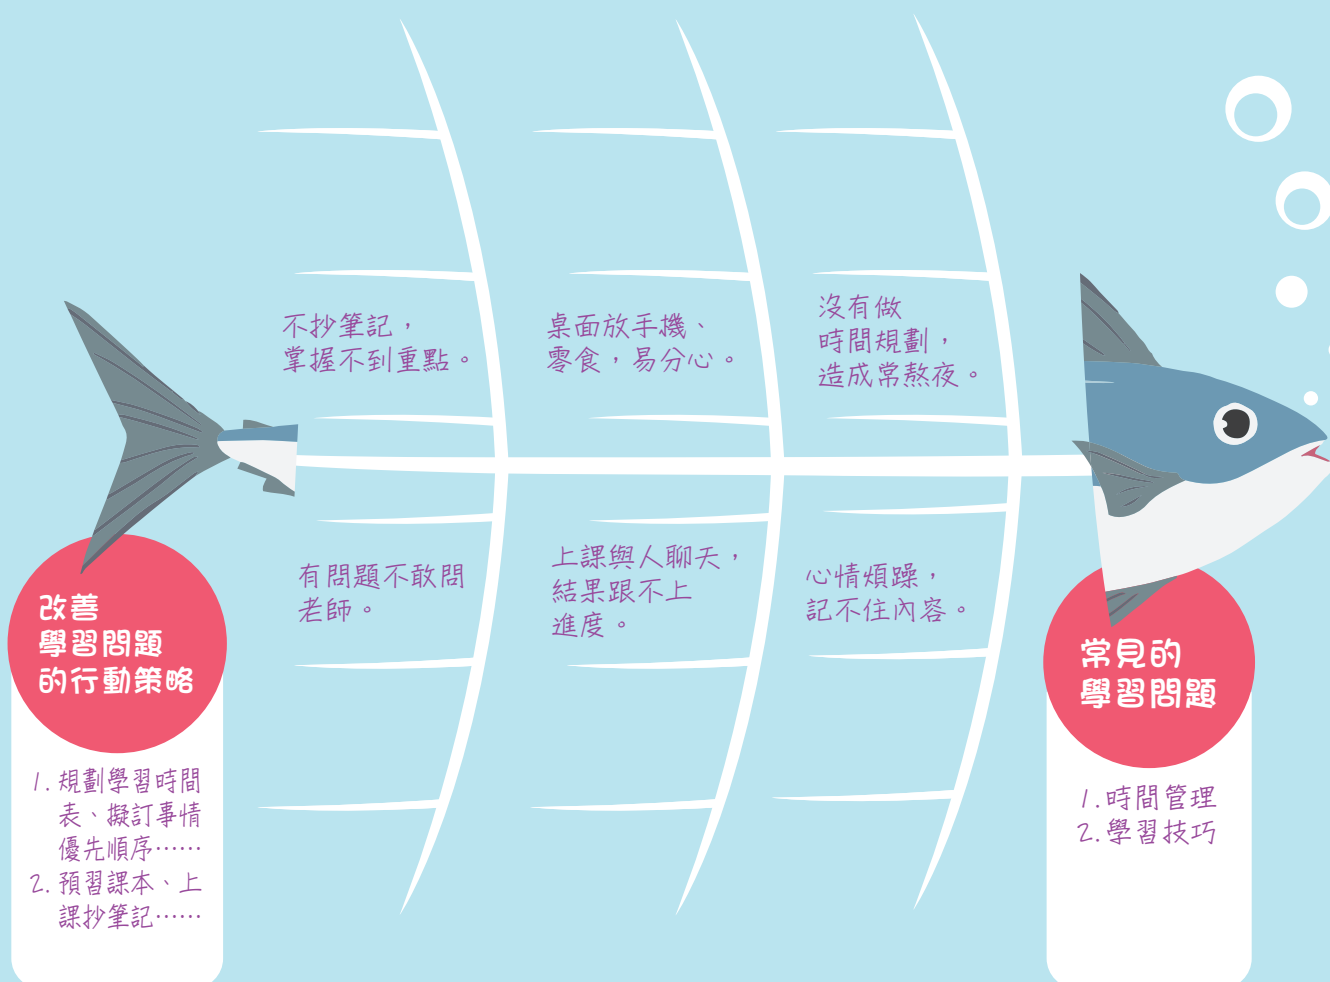 不抄筆記，
掌握不到重點。
桌面放手機、
零食，易分心。
沒有做
時間規劃，
造成常熬夜。
有問題不敢問
老師。
上課與人聊天，
結果跟不上
進度。
心情煩躁，
記不住內容。
改善
學習問題
的行動策略
1. 規劃學習時間
表、擬訂事情
優先順序……
2. 預習課本、上
課抄筆記……
常見的
學習問題
1. 時間管理
2. 學習技巧